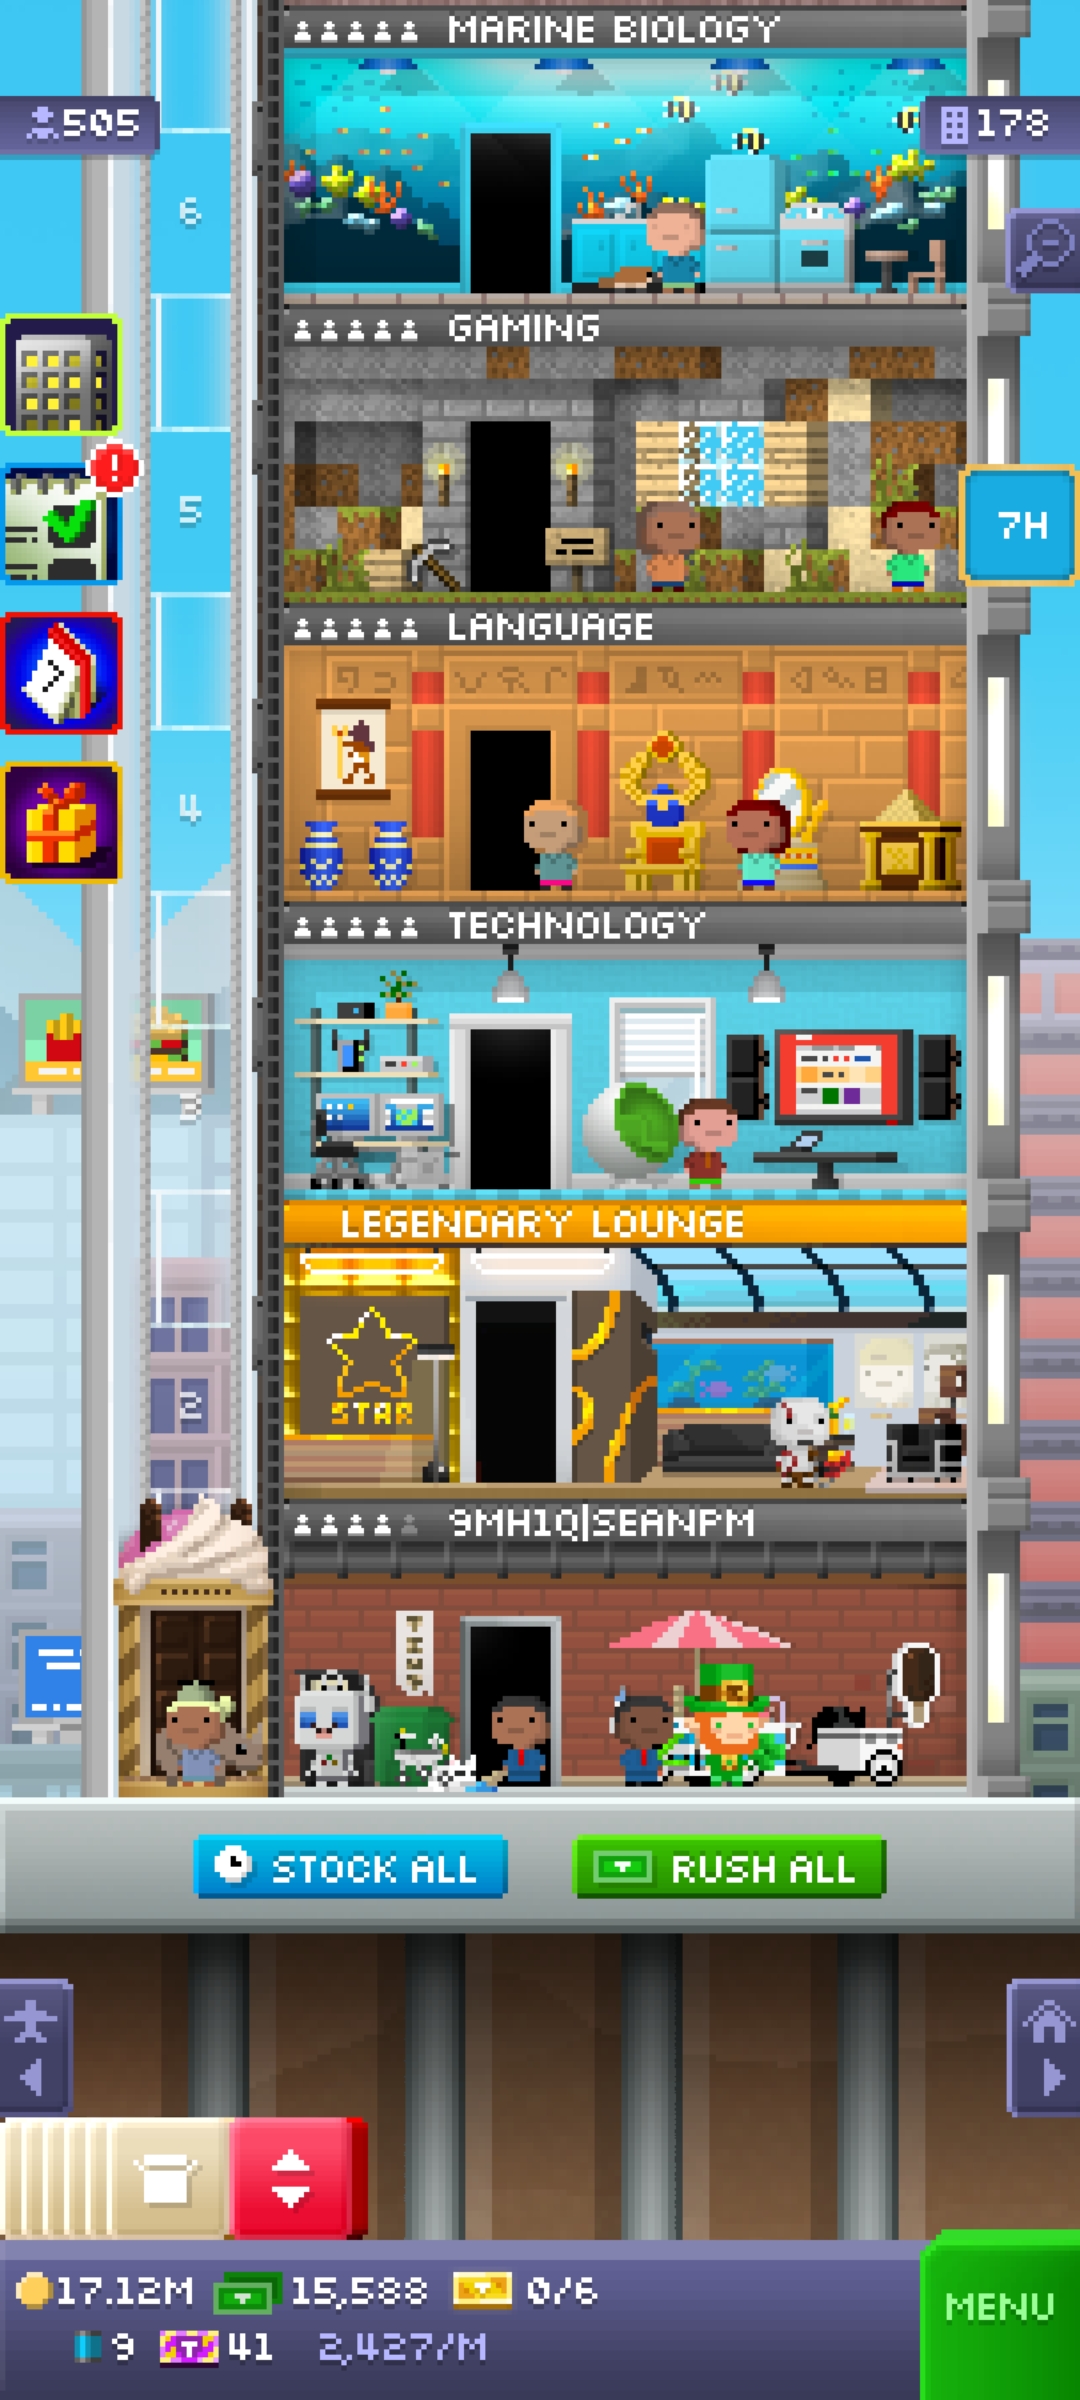 MARINE BIOLOGY
505
178
6
GAMING
5
7H
LANGUAGE
4
TECHNOLOGY
3
LEGENDARY LOUNGE
STAR
2
9MH1Q|SEANPM
TINY
STOCK ALL
RUSH ALL
17.12M 15,588 0/6
MENU
9 41 2,427/M